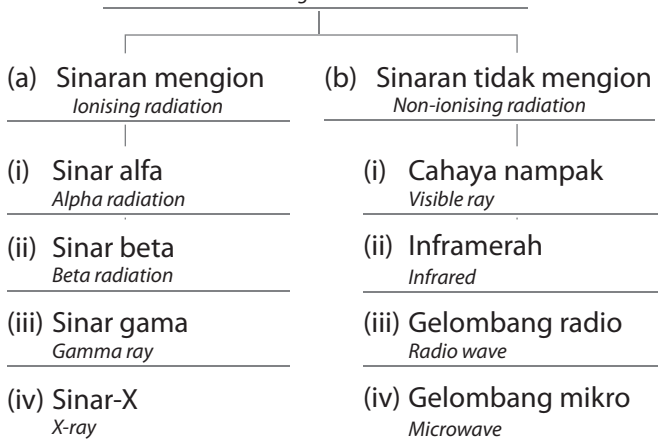 (a) Sinaran mengion
Ionising radiation
(i) Sinar alfa
Alpha radiation
(ii) Sinar beta
Beta radiation
(iii) Sinar gama
Gamma ray
(iv) Sinar-X
X-ray
(b) Sinaran tidak mengion
Non-ionising radiation
(i) Cahaya nampak
Visible ray
(ii) Inframerah
Infrared
(iii) Gelombang radio
Radio wave
(iv) Gelombang mikro
Microwave